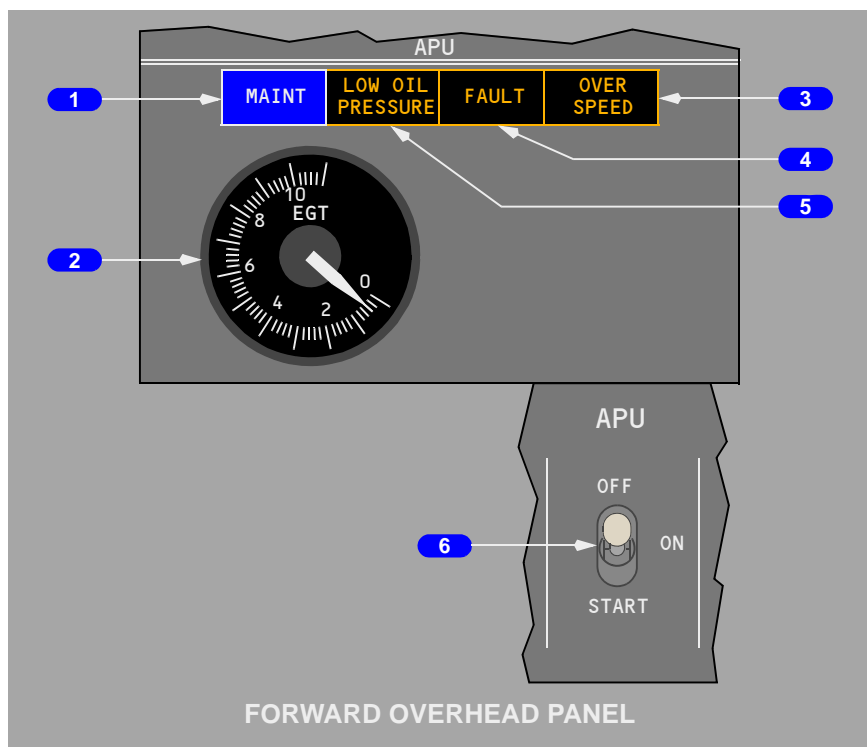 APU
1
MAINT
LOW OIL
PRESSURE
FAULT
OVER
SPEED
3
4
5
2
10
EGT
8
6
4
2
0
APU
OFF
6
ON
START
FORWARD OVERHEAD PANEL